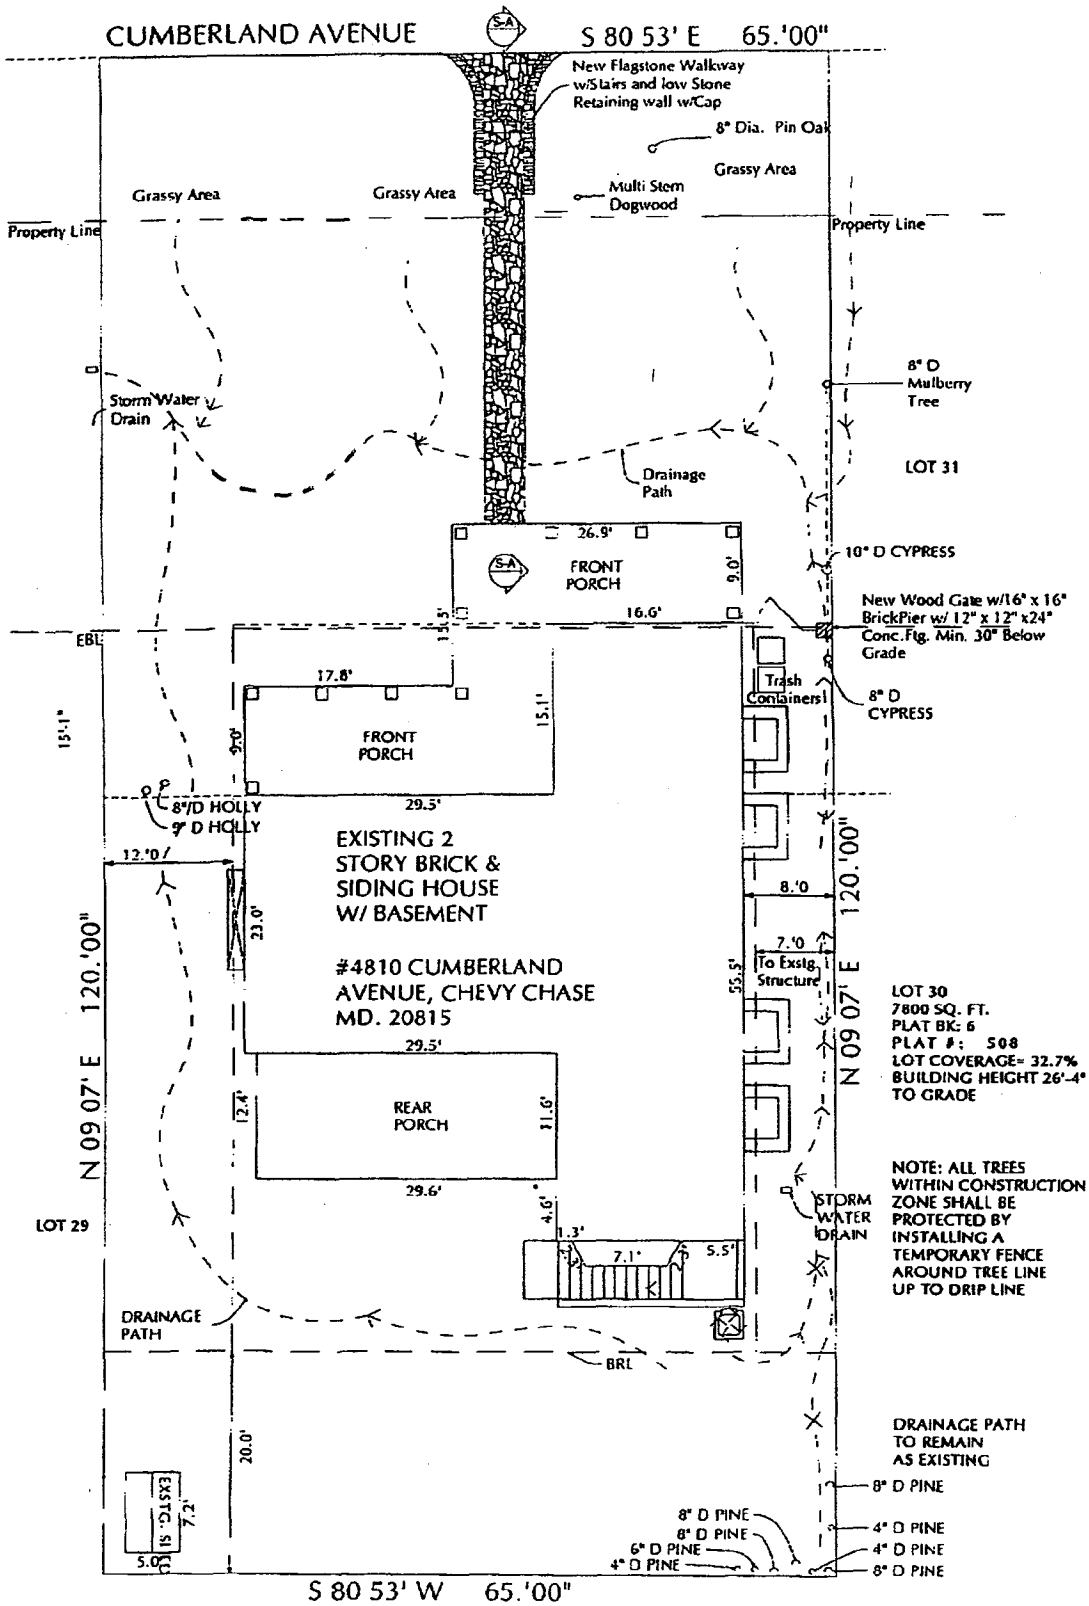 CUMBERLAND AVENUE
S-A
S 80 53' E 65.'00"
New Flagstone Walkway
w/Stairs and low Stone
Retaining wall w/Cap
8" Dia. Pin Oak
Grassy Area
Grassy Area
Grassy Area
Multi Stem
Dogwood
Property Line
Property Line
8" D
Mulberry
Tree
Storm Water
Drain
LOT 31
Drainage
Path
26.9'
S-A
FRONT
PORCH
9.0'
10" D CYPRESS
16.6'
15.5'
New Wood Gate w/16" x 16"
BrickPier w/ 12" x 12" x24"
Conc.Ftg. Min. 30" Below
Grade
EBL
17.8'
Trash
Containers
8" D
CYPRESS
15'-1"
9.0'
FRONT
PORCH
15.1'
8"/D HOLLY
9" D HOLLY
29.5'
12.'0
EXISTING 2
STORY BRICK &
SIDING HOUSE
W/ BASEMENT
23.0'
8.'0
120.'00"
7.'0
To Exstg.
Structure
#4810 CUMBERLAND
AVENUE, CHEVY CHASE
MD. 20815
55.5'
N 09 07' E 120.'00"
N 09 07' E
LOT 30
7800 SQ. FT.
PLAT BK: 6
PLAT #: 508
LOT COVERAGE= 32.7%
BUILDING HEIGHT 26'-4"
TO GRADE
29.5'
12.4'
REAR
PORCH
11.6'
29.6'
4.6'
NOTE: ALL TREES
WITHIN CONSTRUCTION
ZONE SHALL BE
PROTECTED BY
INSTALLING A
TEMPORARY FENCE
AROUND TREE LINE
UP TO DRIP LINE
STORM
WATER
DRAIN
LOT 29
1.3'
7.1'
5.5'
DRAINAGE
PATH
BRL
20.0'
DRAINAGE PATH
TO REMAIN
AS EXISTING
7.2'
5.0
8" D PINE
8" D PINE
8" D PINE
6" D PINE
4" D PINE
4" D PINE
4" D PINE
8" D PINE
S 80 53' W 65.'00"